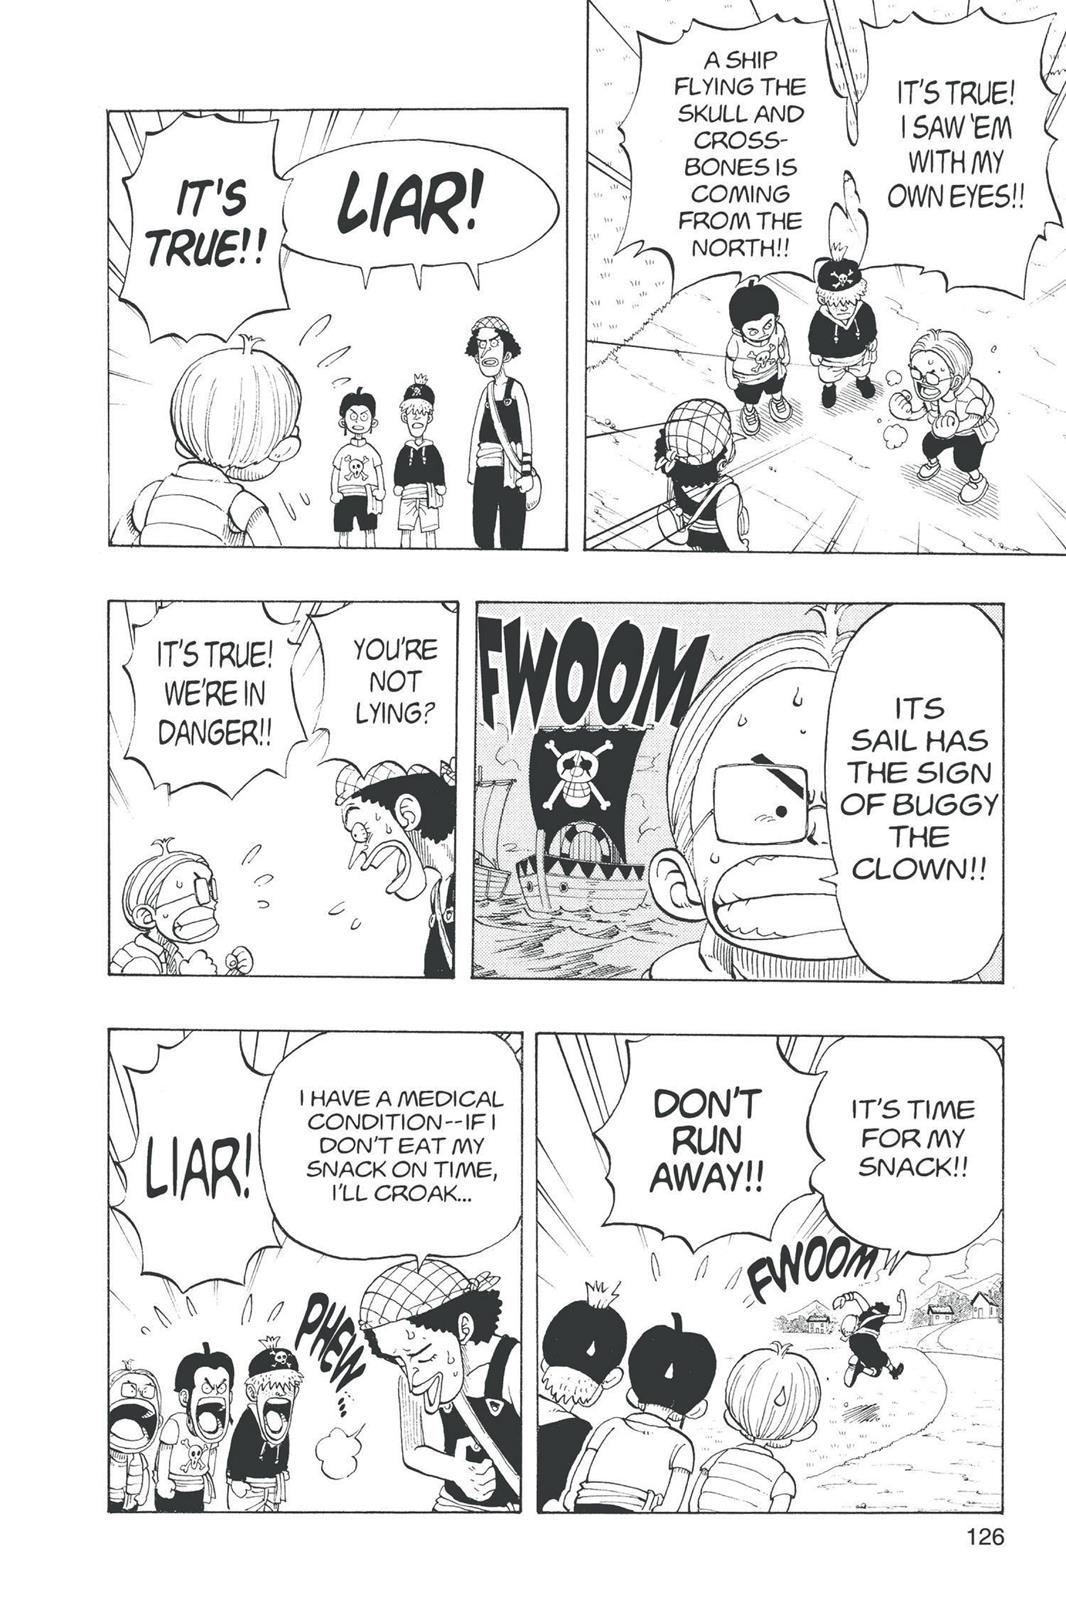 IT'S TRUE!
I SAW 'EM
WITH MY
OWN EYES!!
A SHIP
FLYING THE
SKULL AND
CROSS-
BONES IS
COMING
FROM THE
NORTH!!
LIAR!
IT'S
TRUE!!
ITS
SAIL HAS
THE SIGN
OF BUGGY
THE
CLOWN!!
FWOOM
YOU'RE
NOT
LYING?
IT'S TRUE!
WE'RE IN
DANGER!!
IT'S TIME
FOR MY
SNACK!!
DON'T
RUN
AWAY!!
FWOOM
I HAVE A MEDICAL
CONDITION--IF I
DON'T EAT MY
SNACK ON TIME,
I'LL CROAK...
PHEW...
LIAR!
126